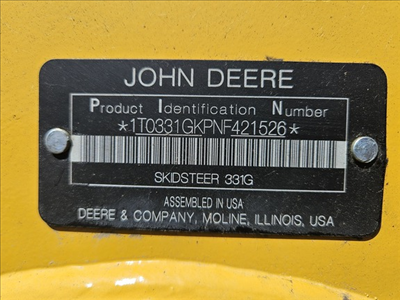 JOHN DEERE
Product Identification Number
*1T0331GKPNF421526*
SKIDSTEER 331G
ASSEMBLED IN USA
DEERE & COMPANY, MOLINE, ILLINOIS, USA